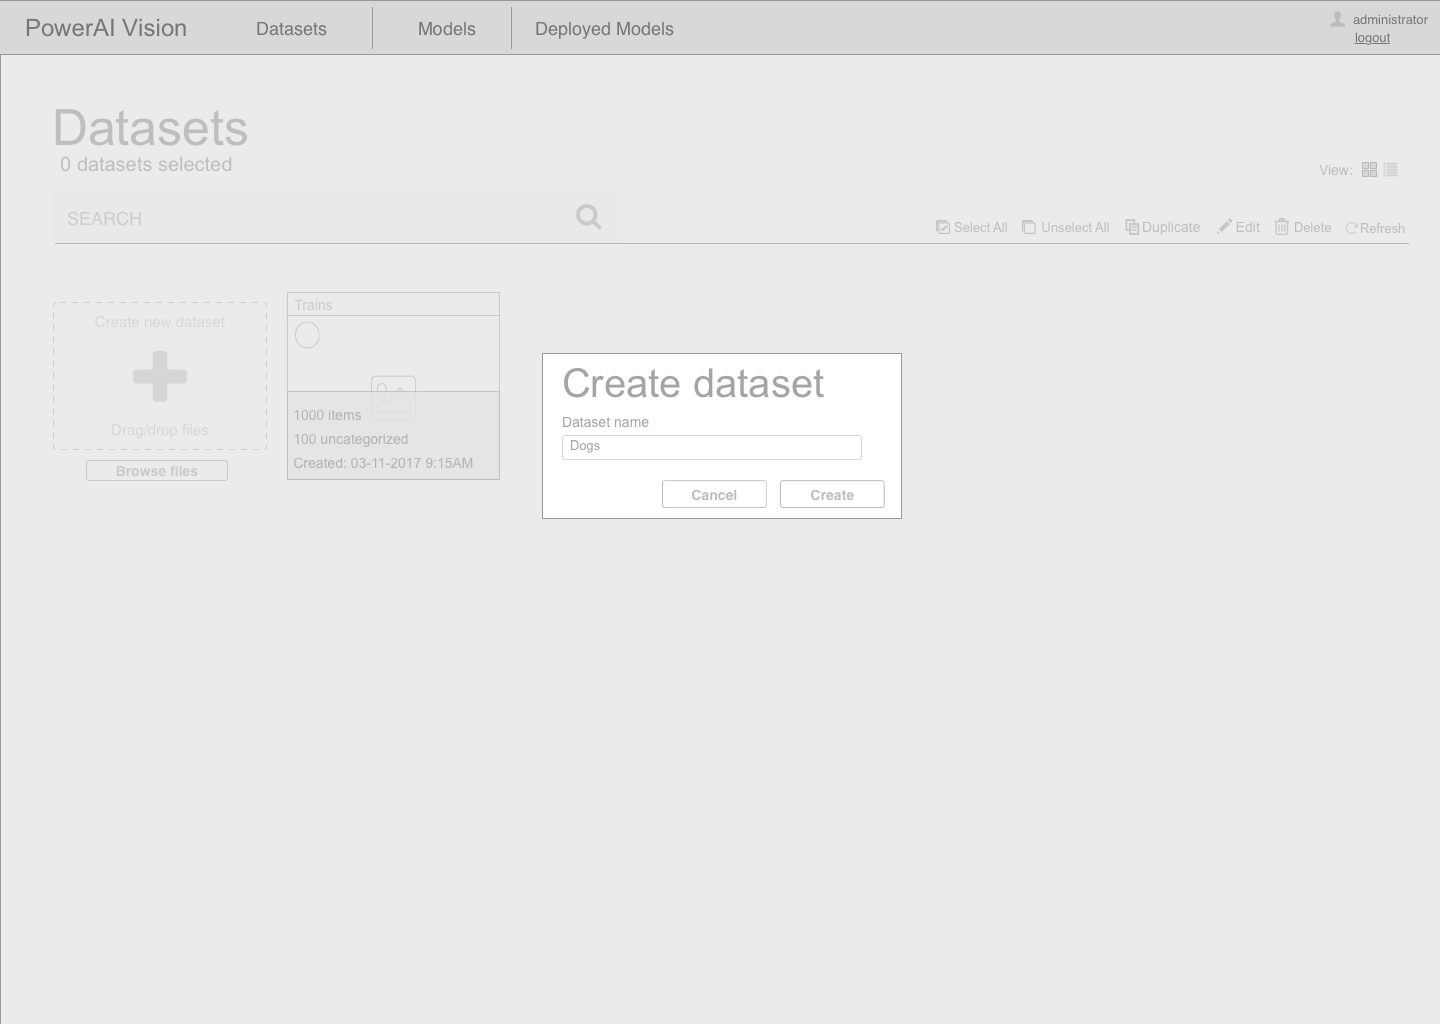 PowerAI Vision
Datasets
Models
Deployed Models
administrator
logout
Datasets
0 datasets selected
View:
SEARCH
Select All
Unselect All
Duplicate
Edit
Delete
Refresh
Create new dataset
Drag/drop files
Browse files
Trains
1000 items
100 uncategorized
Created: 03-11-2017 9:15AM
Create dataset
Dataset name
Dogs
Cancel
Create